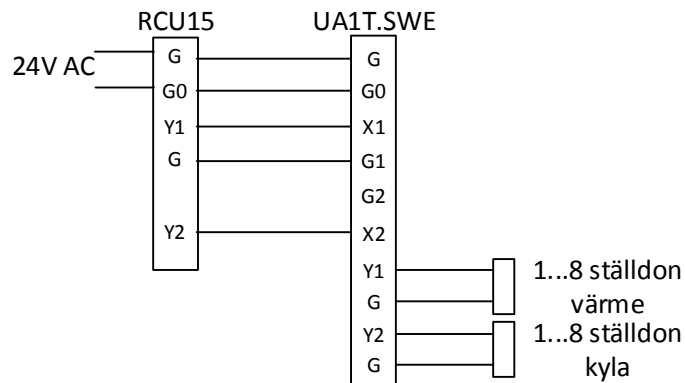 RCU15 UA1T.SWE
24V AC
G G
G0 G0
Y1 X1
G G1
G2
Y2 X2
Y1 1...8 ställdon
G värme
Y2 1...8 ställdon
G kyla